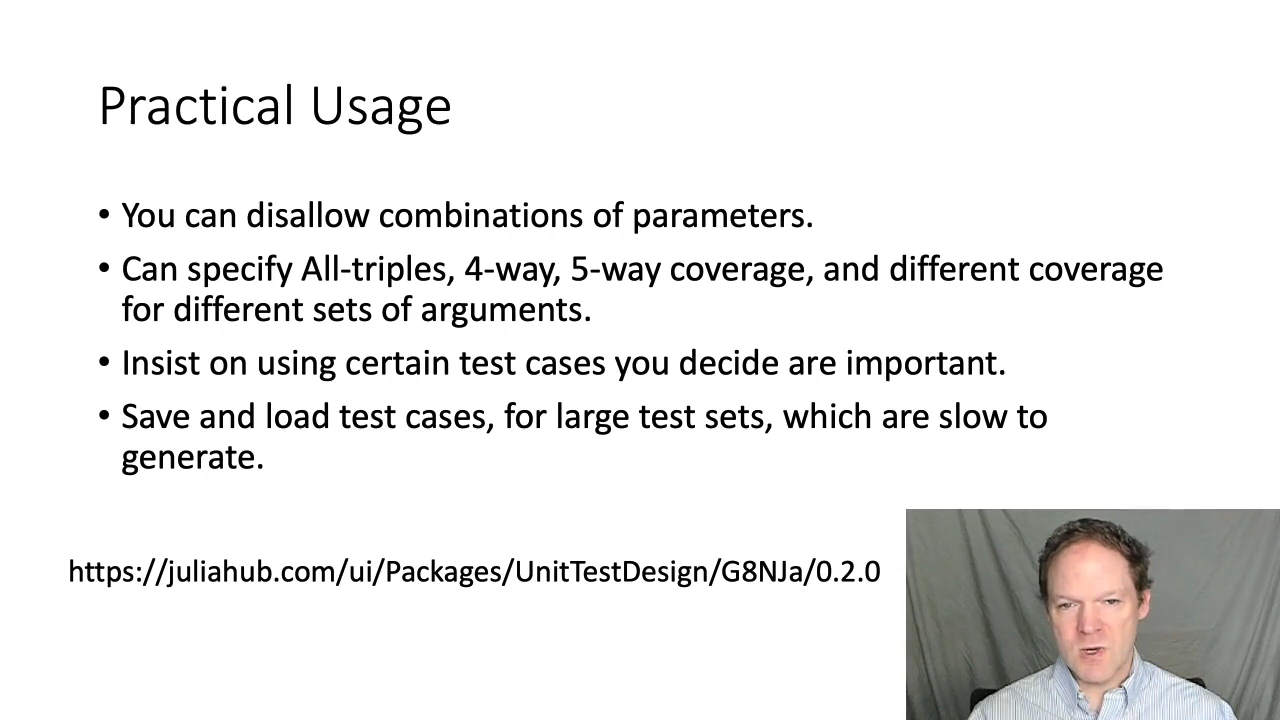 Practical Usage
• You can disallow combinations of parameters.
• Can specify All-triples, 4-way, 5-way coverage, and different coverage
for different sets of arguments.
• Insist on using certain test cases you decide are important.
• Save and load test cases, for large test sets, which are slow to
generate.
https://juliahub.com/ui/Packages/UnitTestDesign/G8NJa/0.2.0